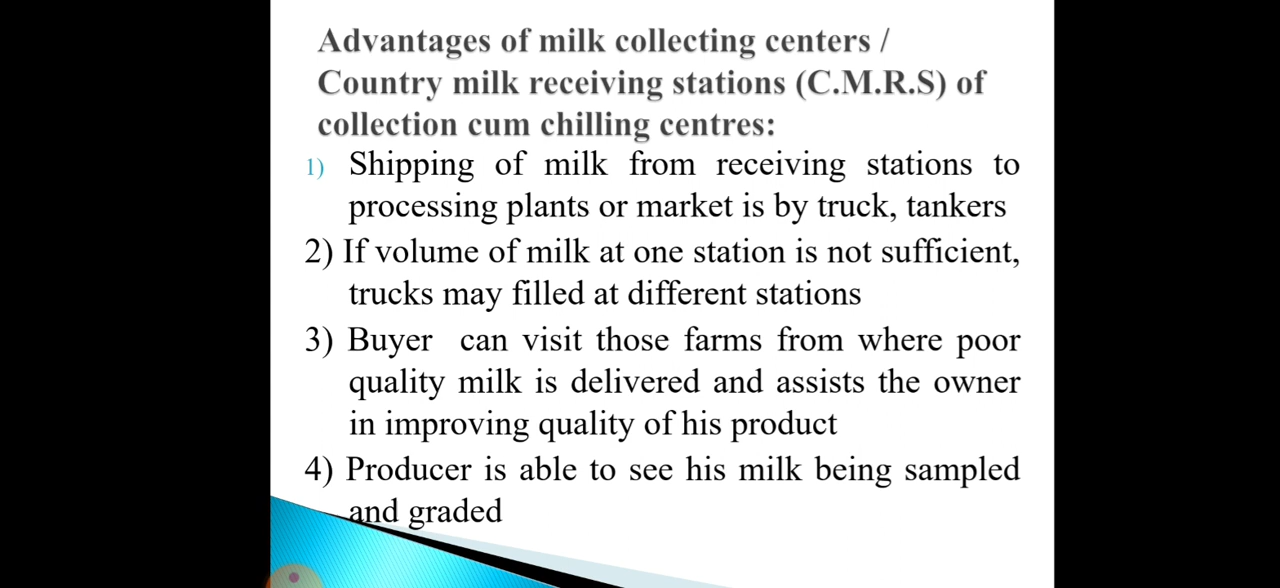 Advantages of milk collecting centers /
Country milk receiving stations (C.M.R.S) of
collection cum chilling centres:
1) Shipping of milk from receiving stations to
processing plants or market is by truck, tankers
2) If volume of milk at one station is not sufficient,
trucks may filled at different stations
3) Buyer can visit those farms from where poor
quality milk is delivered and assists the owner
in improving quality of his product
4) Producer is able to see his milk being sampled
and graded